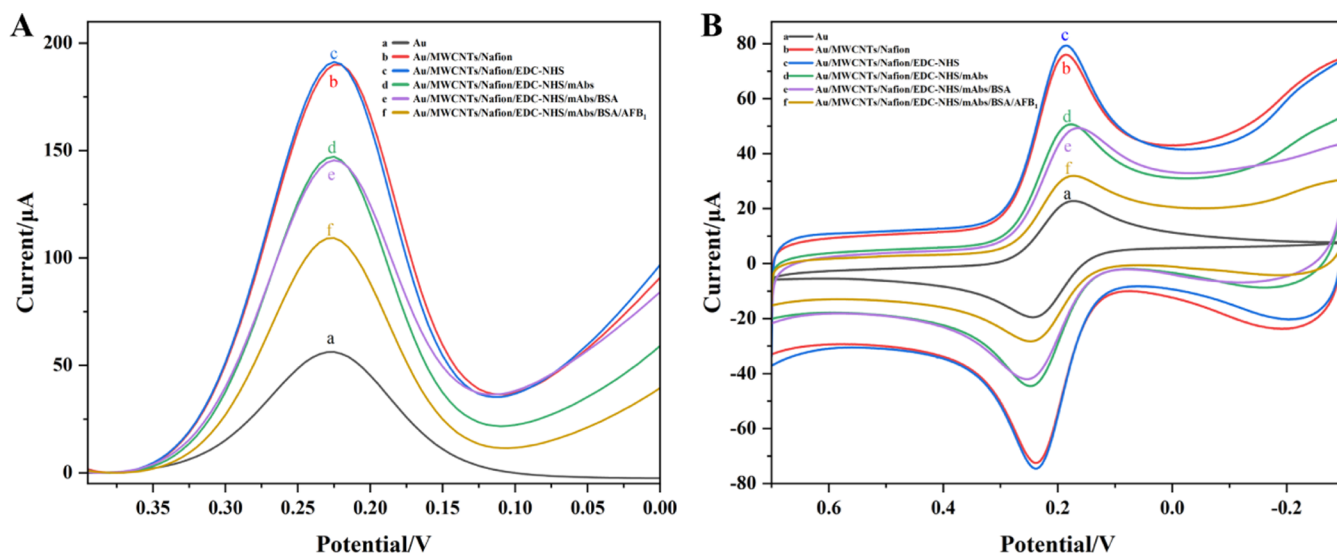 A
a Au
b Au/MWCNTs/Nafion
c Au/MWCNTs/Nafion/EDC-NHS
d Au/MWCNTs/Nafion/EDC-NHS/mAbs
e Au/MWCNTs/Nafion/EDC-NHS/mAbs/BSA
f Au/MWCNTs/Nafion/EDC-NHS/mAbs/BSA/AFB₁
c
b
d
e
f
a
200
150
100
50
0
Current/μA
0.35
0.30
0.25
0.20
0.15
0.10
0.05
0.00
Potential/V
B
a Au
b Au/MWCNTs/Nafion
c Au/MWCNTs/Nafion/EDC-NHS
d Au/MWCNTs/Nafion/EDC-NHS/mAbs
e Au/MWCNTs/Nafion/EDC-NHS/mAbs/BSA
f Au/MWCNTs/Nafion/EDC-NHS/mAbs/BSA/AFB₁
c
b
d
e
f
a
80
60
40
20
0
-20
-40
-60
-80
Current/μA
0.6
0.4
0.2
0.0
-0.2
Potential/V